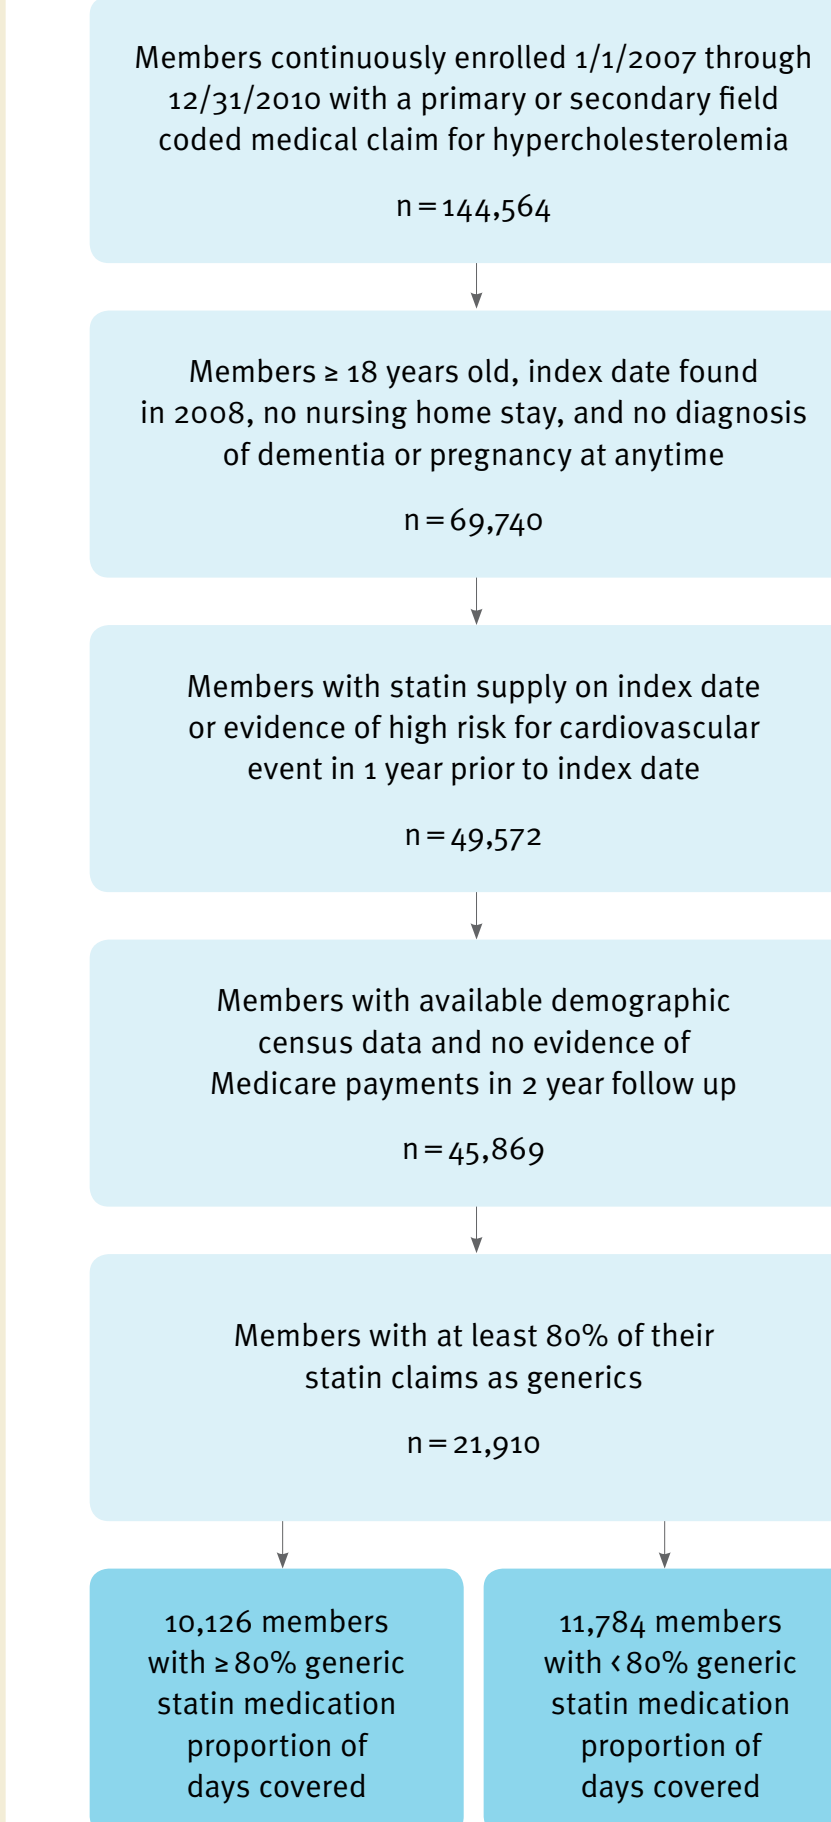 Members continuously enrolled 1/1/2007 through
12/31/2010 with a primary or secondary field
coded medical claim for hypercholesterolemia
n = 144,564
Members ≥ 18 years old, index date found
in 2008, no nursing home stay, and no diagnosis
of dementia or pregnancy at anytime
n = 69,740
Members with statin supply on index date
or evidence of high risk for cardiovascular
event in 1 year prior to index date
n = 49,572
Members with available demographic
census data and no evidence of
Medicare payments in 2 year follow up
n = 45,869
Members with at least 80% of their
statin claims as generics
n = 21,910
10,126 members
with ≥ 80% generic
statin medication
proportion of
days covered
11,784 members
with <80% generic
statin medication
proportion of
days covered